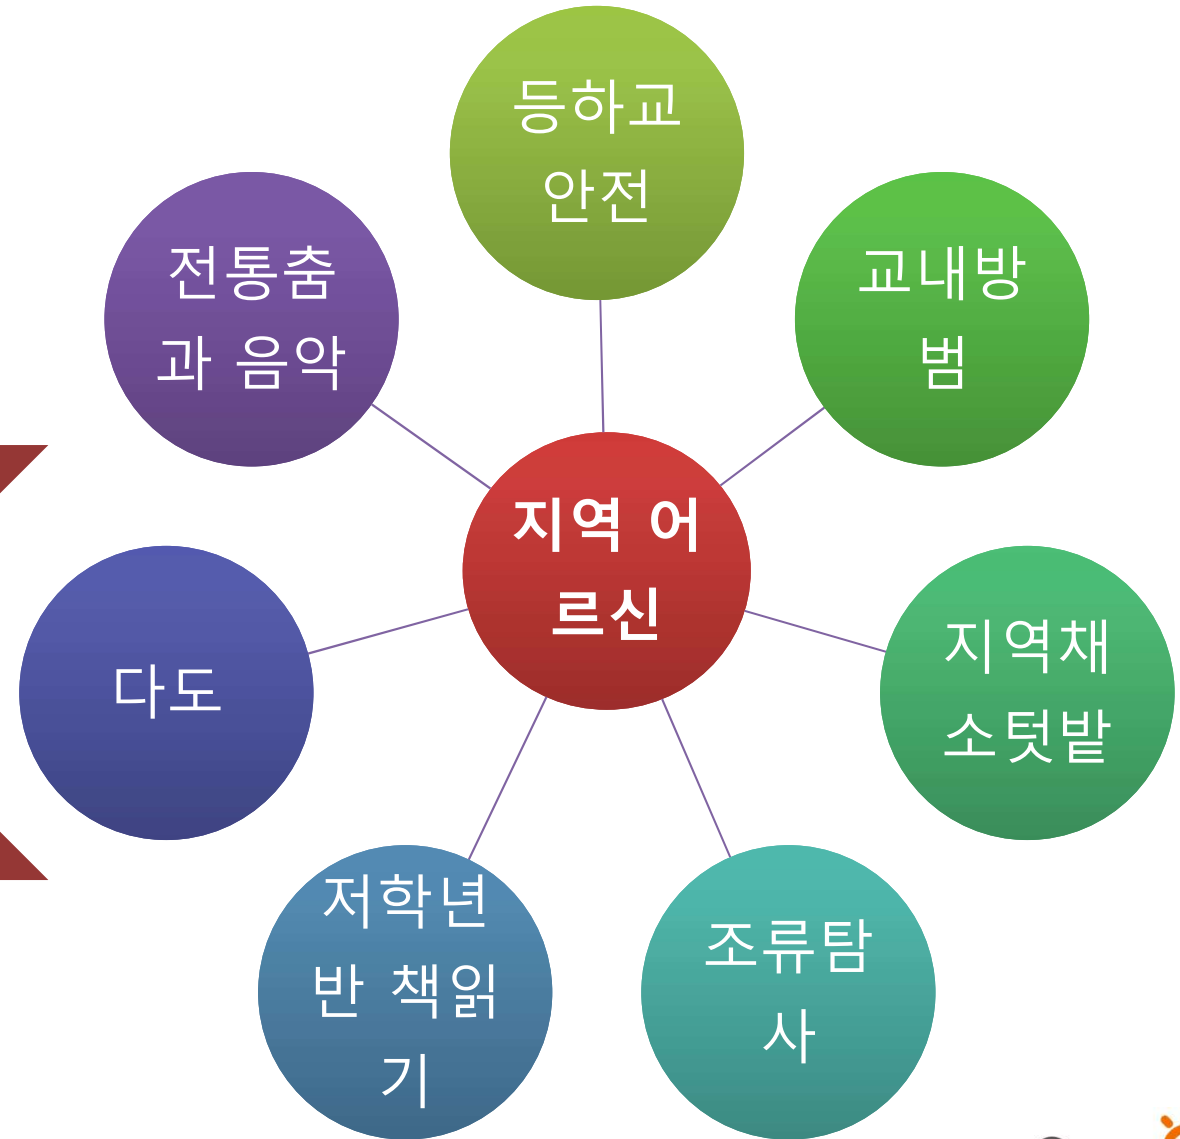 등하교
안전
교내방
범
지역채
소텃밭
조류탐
사
저학년
반 책읽
기
다도
전통춤
과 음악
지역 어
르신